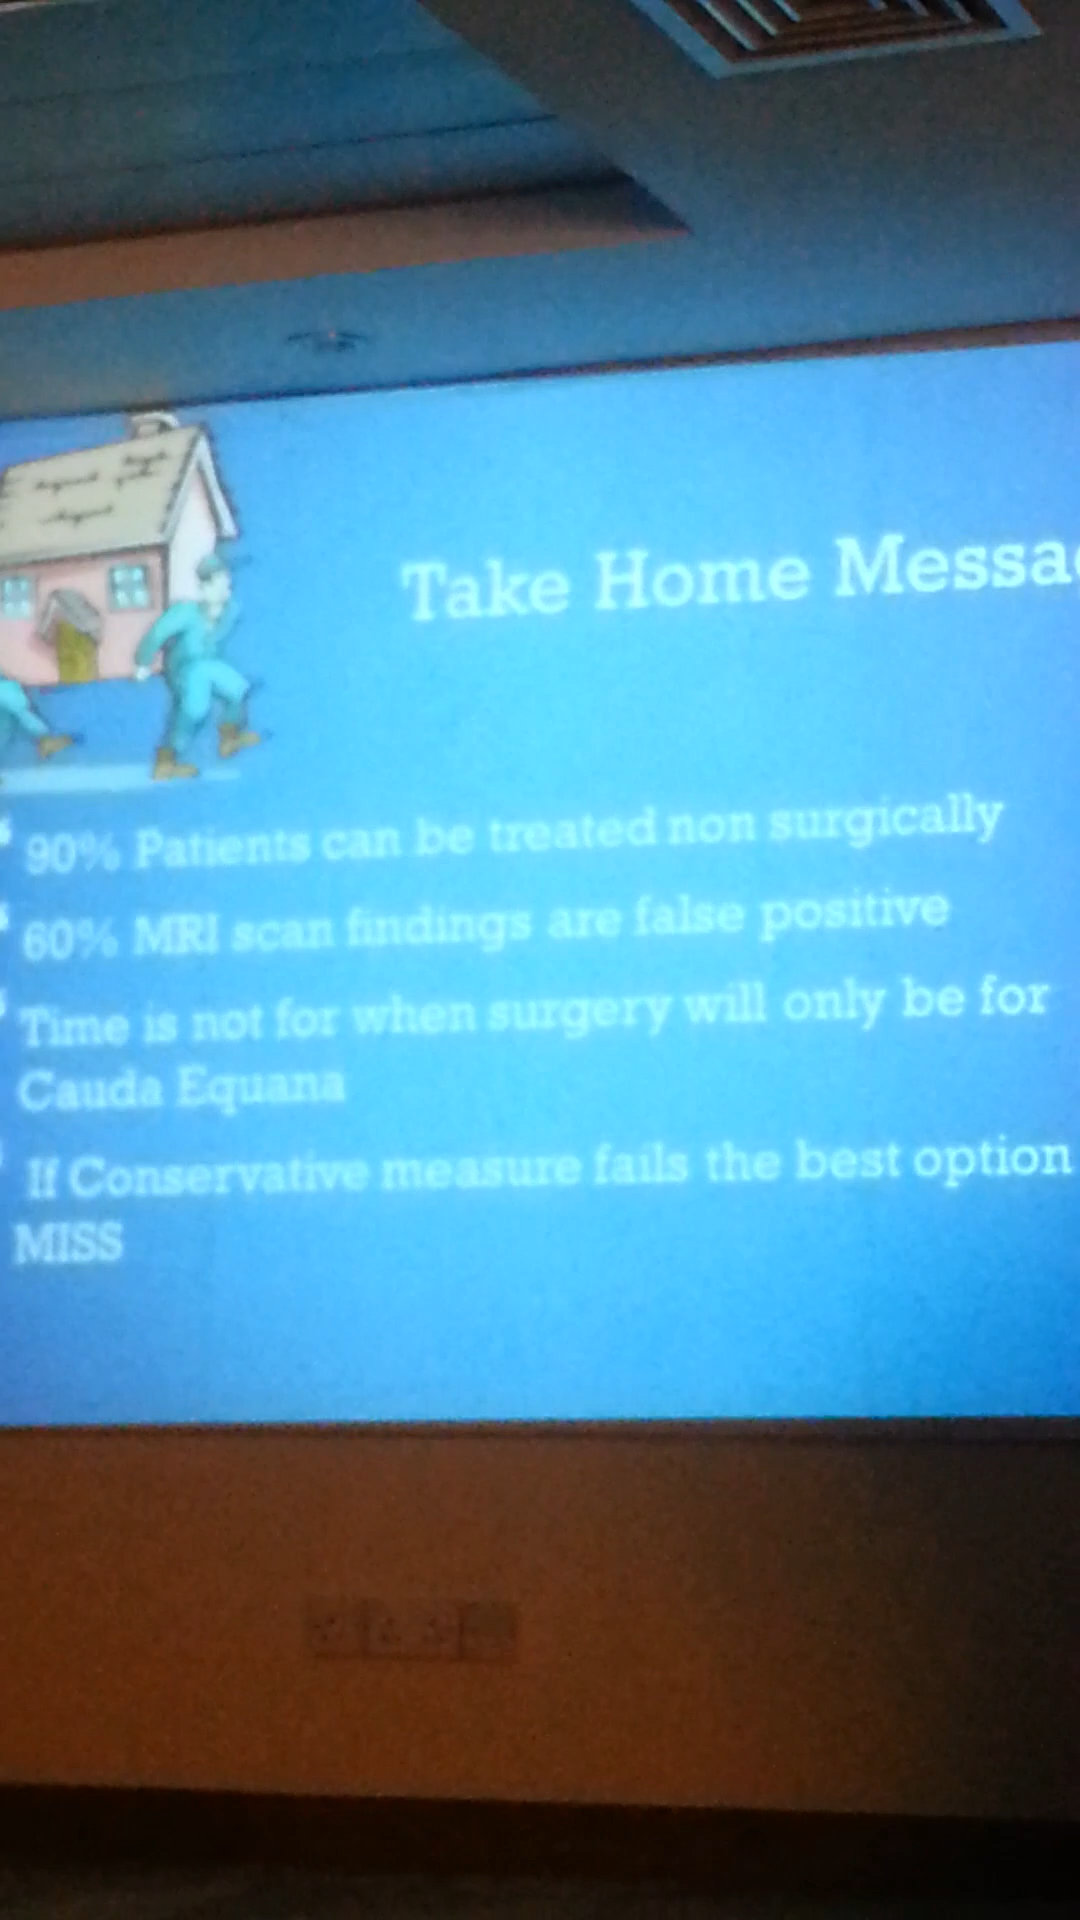 Take Home Messa
90% Patients can be treated non surgically
60% MRI scan findings are false positive
Time is not for when surgery will only be for
Cauda Equana
If Conservative measure fails the best option
MISS